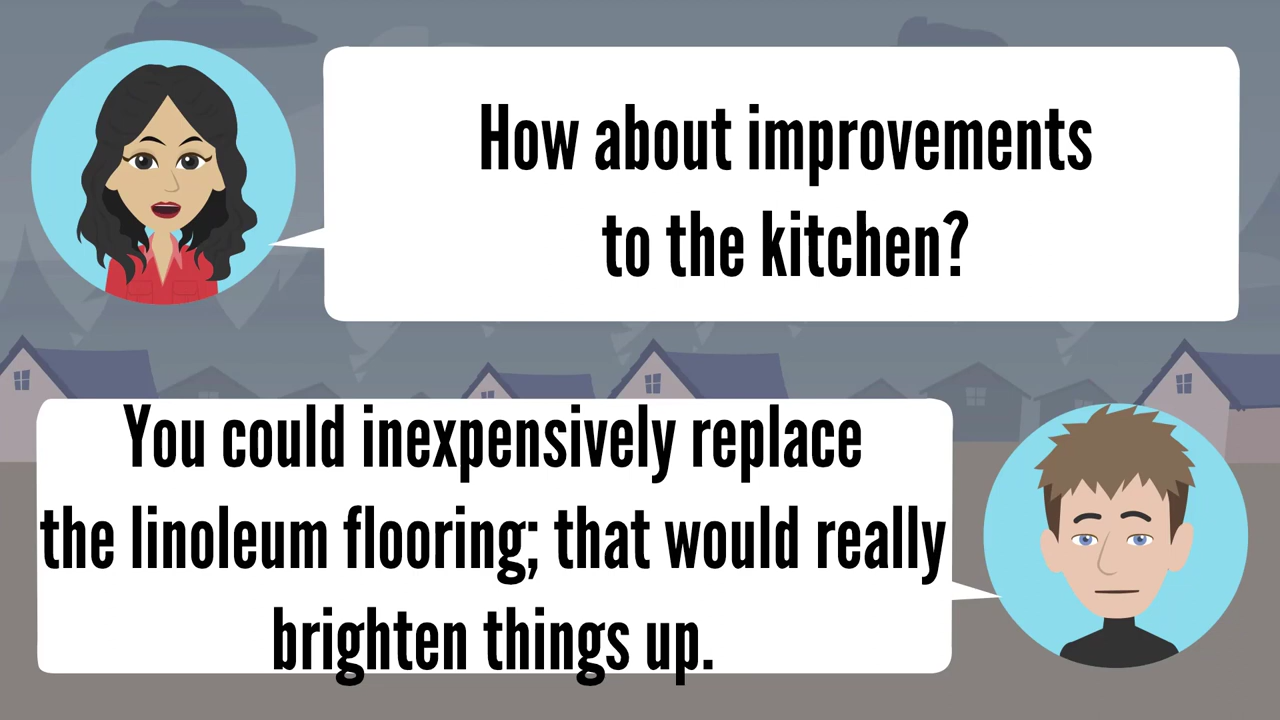 How about improvements
to the kitchen?
You could inexpensively replace
the linoleum flooring; that would really
brighten things up.